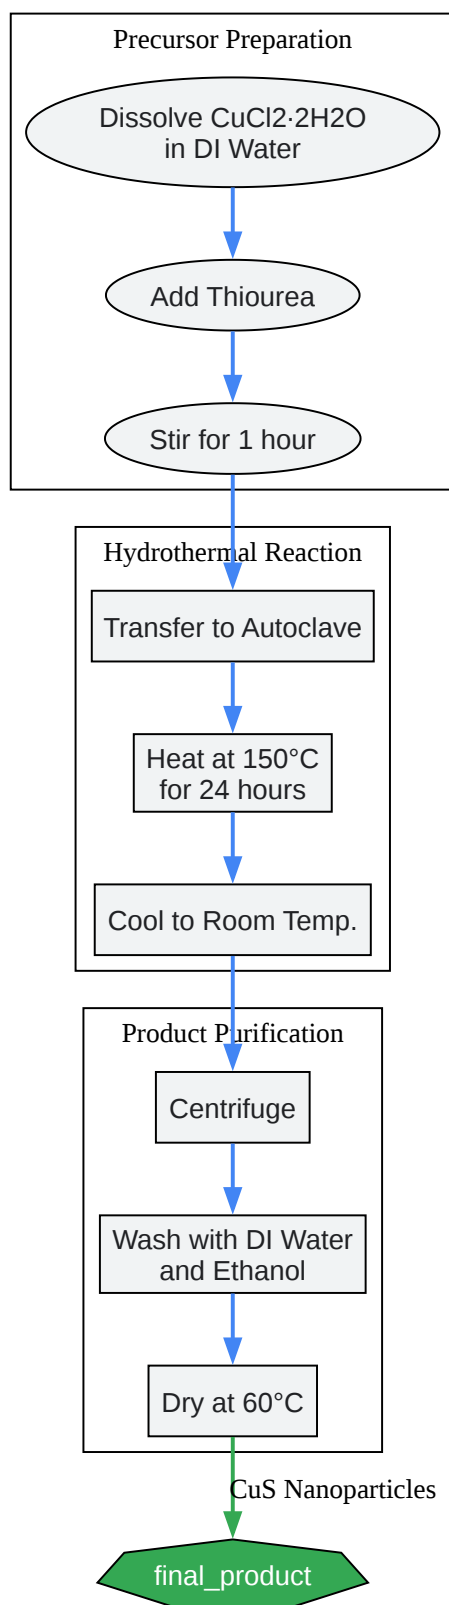 Precursor Preparation
Dissolve CuCl2·2H2O
in DI Water
Add Thiourea
Stir for 1 hour
Hydrothermal Reaction
Transfer to Autoclave
Heat at 150°C
for 24 hours
Cool to Room Temp.
Product Purification
Centrifuge
Wash with DI Water
and Ethanol
Dry at 60°C
CuS Nanoparticles
final_product